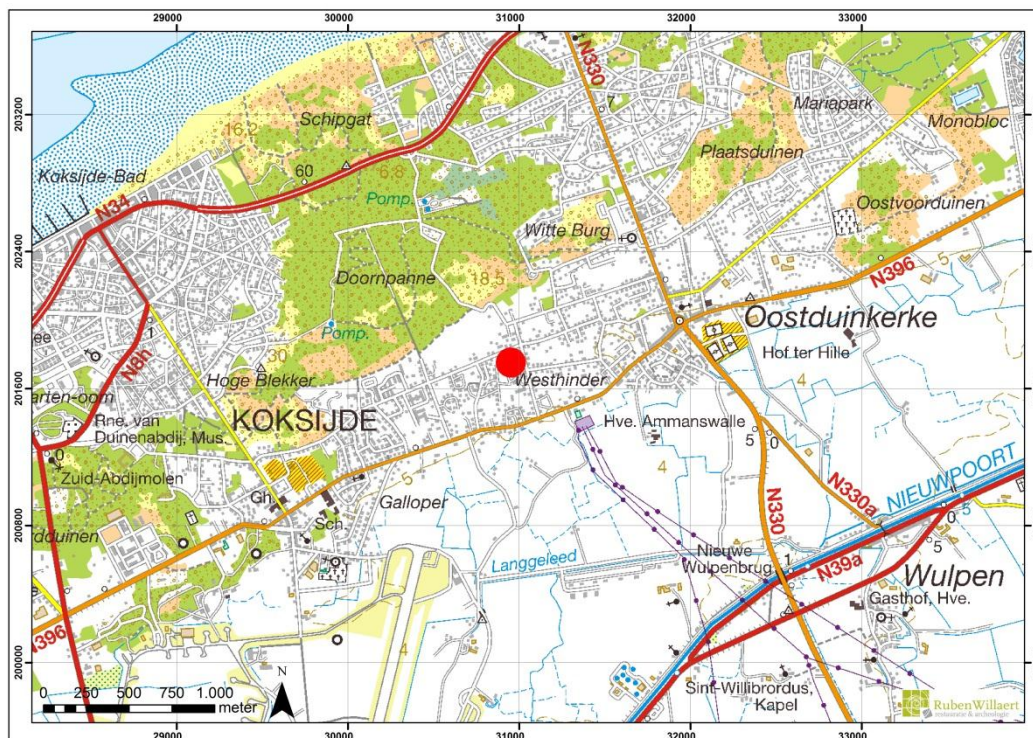 29000 30000 31000 32000 33000
203200
202400
201600
200800
200000
N330
7
Mariapark
Schipgat
16,2
Monobloc
Plaatsduinen
Koksijde-Bad
60
6,8
Pomp.
Oostvoorduinen
N34
Witte Burg
Doornpanne
18,5
N396
5
Oostduinkerke
1
Pomp.
N8h
30
Hof ter Hille
4
Hoge Blekker
Westhinder
KOKSIJDE
Hve. Ammanswalle
Rne. van
Duinenabdij, Mus.
5
0
0
Zuid-Abdijmolen
4
5
Galloper
Gh.
Sch.
N330a
NIEUWPOORT
0
5
N330
Langgeleed
Nieuwe
Wulpenbrug
1
N39a
Wulpen
Gasthof, Hve.
N396
4
Sint-Willibrordus,
Kapel
N
0 250 500 750 1.000
meter
RubenWillaert
restauratie & archeologie
29000 30000 31000 32000 33000